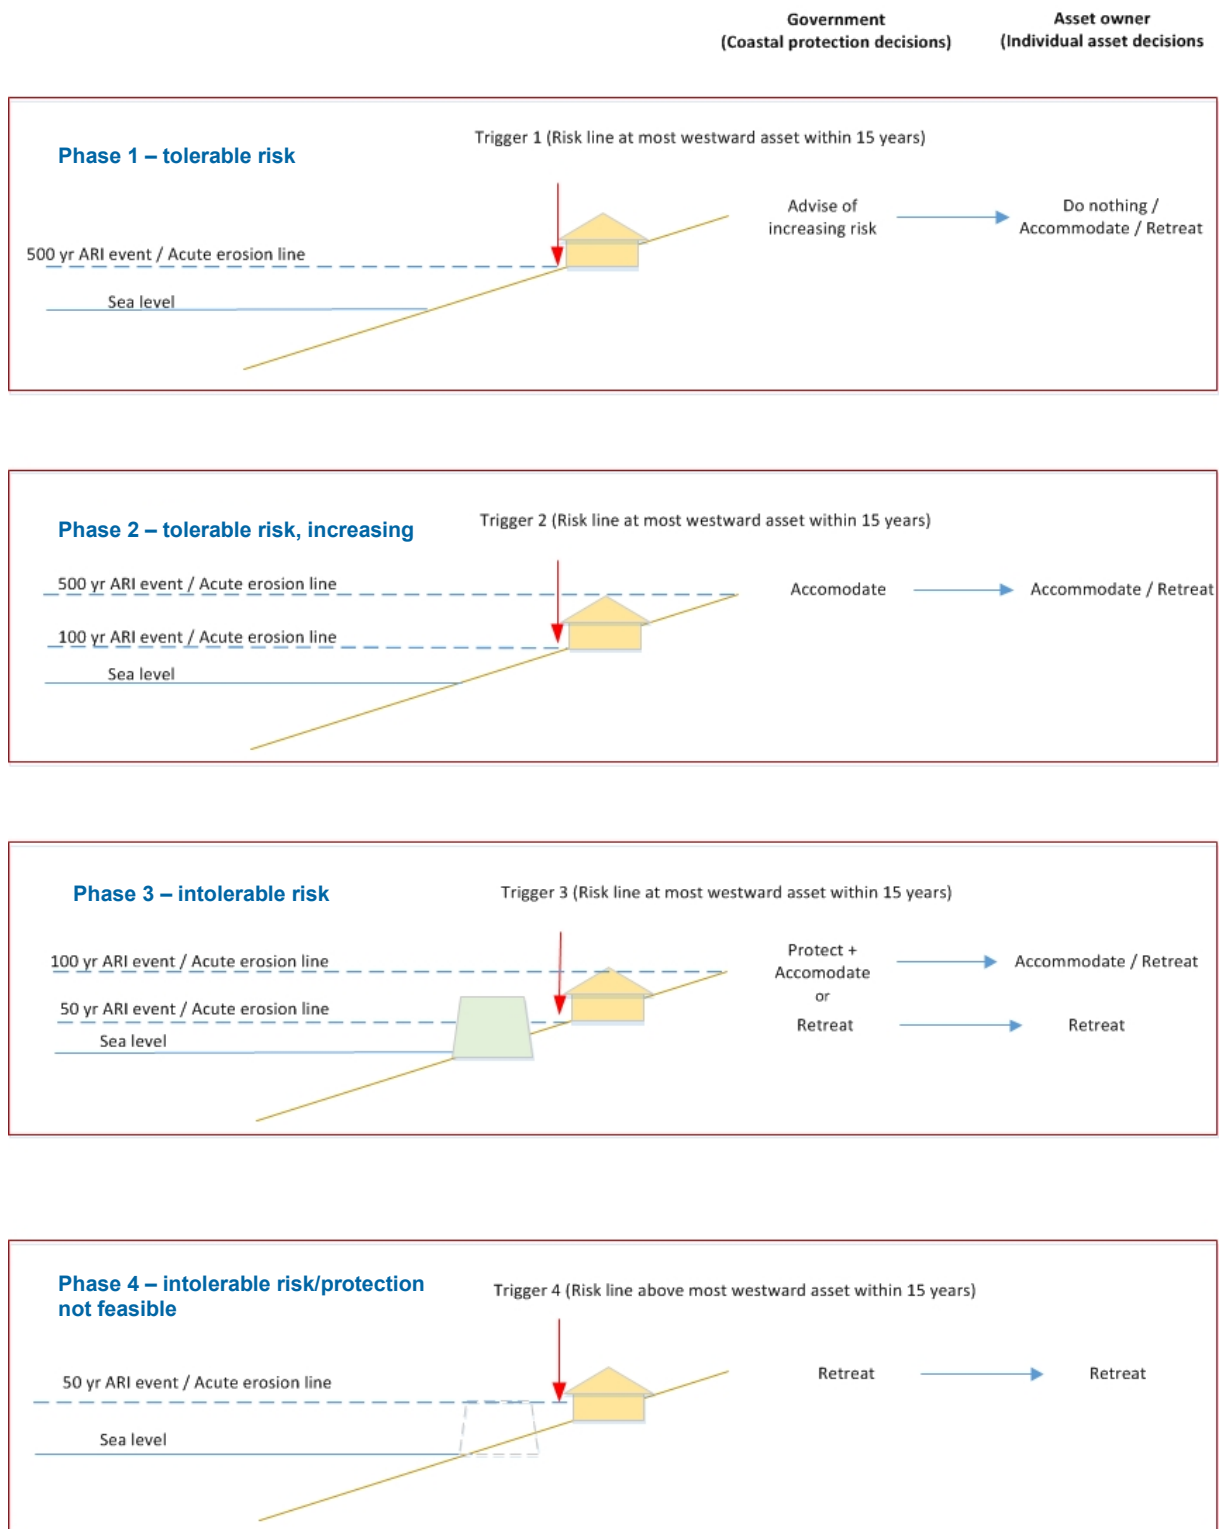 Government
(Coastal protection decisions)
Asset owner
(Individual asset decisions
Phase 1 – tolerable risk
Trigger 1 (Risk line at most westward asset within 15 years)
Advise of
increasing risk
Do nothing /
Accommodate / Retreat
500 yr ARI event / Acute erosion line
Sea level
Phase 2 – tolerable risk, increasing
Trigger 2 (Risk line at most westward asset within 15 years)
500 yr ARI event / Acute erosion line
Accomodate
Accommodate / Retreat
100 yr ARI event / Acute erosion line
Sea level
Phase 3 – intolerable risk
Trigger 3 (Risk line at most westward asset within 15 years)
100 yr ARI event / Acute erosion line
Protect +
Accomodate
or
Retreat
Accommodate / Retreat
Retreat
50 yr ARI event / Acute erosion line
Sea level
Phase 4 – intolerable risk/protection
not feasible
Trigger 4 (Risk line above most westward asset within 15 years)
50 yr ARI event / Acute erosion line
Retreat
Retreat
Sea level